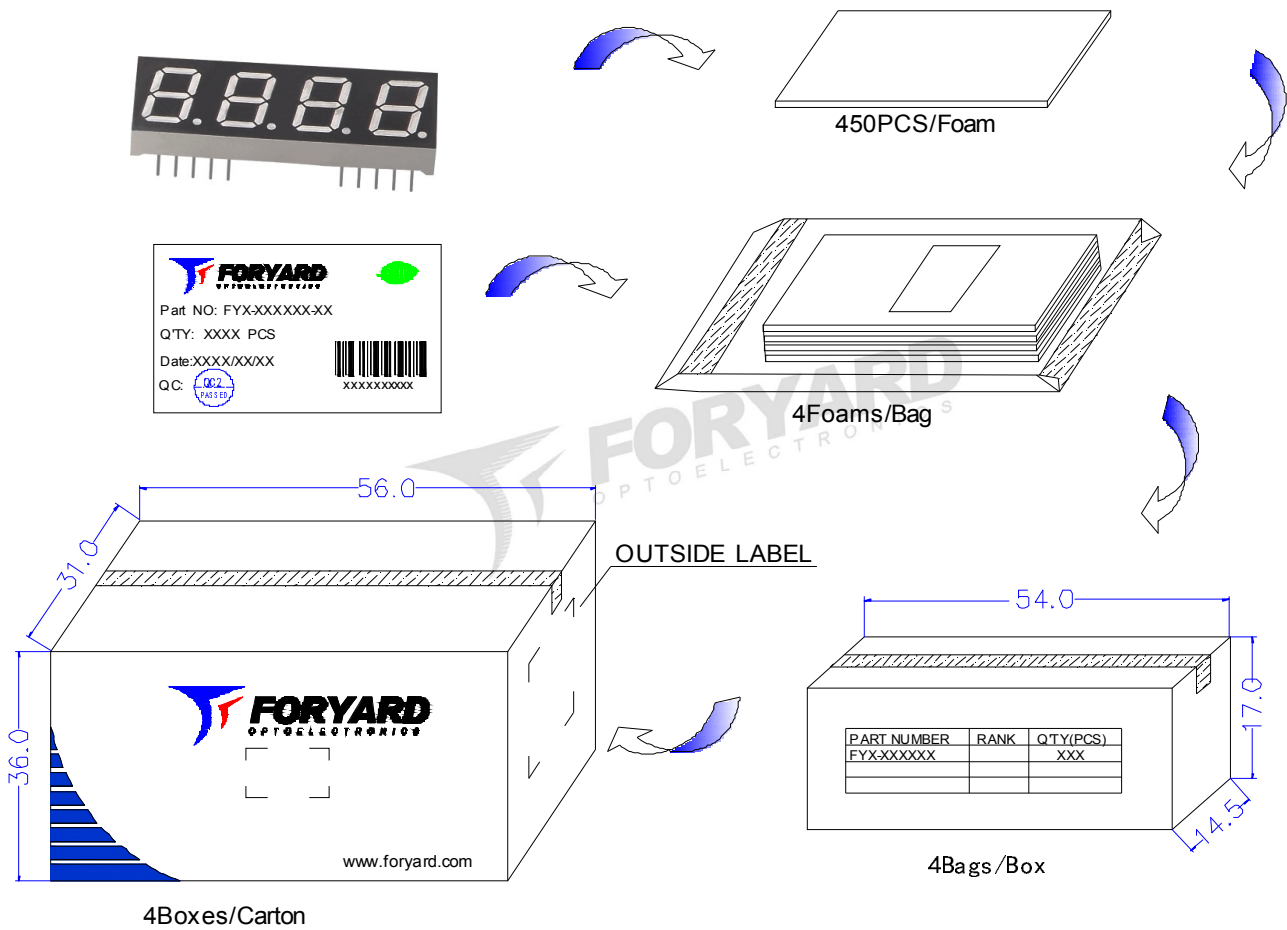 450PCS/Foam
FORYARD
OPTOELECTRONICS
Part NO: FYX-XXXXXX-XX
Q'TY: XXXX PCS
Date:XXXX/XX/XX
QC:
QC2
PASSED
XXXXXXXXXX
4Foams/Bag
FORYARD
OPTOELECTRONICS
56.0
31.0
36.0
OUTSIDE LABEL
FORYARD
OPTOELECTRONICS
www.foryard.com
4Boxes/Carton
54.0
17.0
14.5
PART NUMBER RANK Q'TY(PCS)
FYX-XXXXXX XXX
4Bags/Box